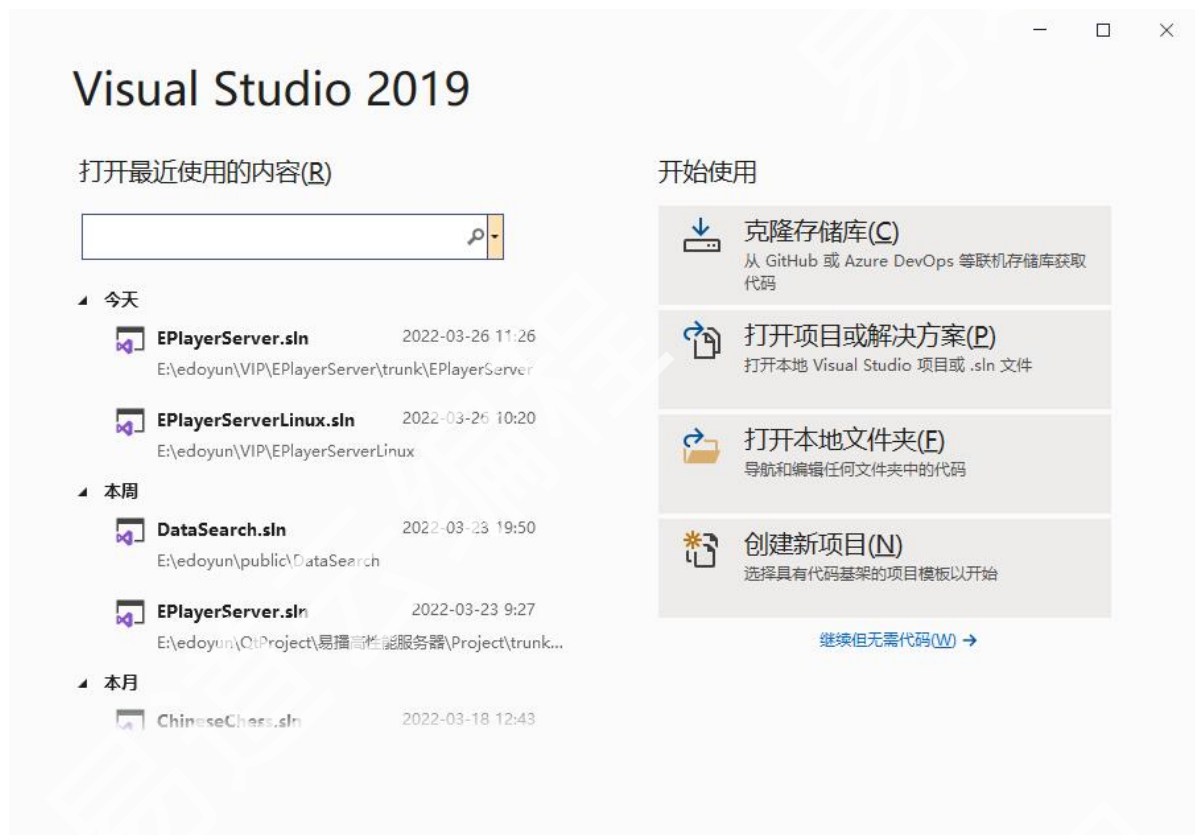 Visual Studio 2019
打开最近使用的内容(R)
今天
EPlayerServer.sln 2022-03-26 11:26
E:\edoyun\VIP\EPlayerServer\trunk\EPlayerServer
EPlayerServerLinux.sln 2022-03-26 10:20
E:\edoyun\VIP\EPlayerServerLinux
本周
DataSearch.sln 2022-03-23 19:50
E:\edoyun\public\DataSearch
EPlayerServer.sln 2022-03-23 9:27
E:\edoyun\QtProject\易播高性能服务器\Project\trunk...
本月
ChineseChess.sln 2022-03-18 12:43
开始使用
克隆存储库(C)
从 GitHub 或 Azure DevOps 等联机存储库获取
代码
打开项目或解决方案(P)
打开本地 Visual Studio 项目或 .sln 文件
打开本地文件夹(F)
导航和编辑任何文件夹中的代码
创建新项目(N)
选择具有代码基架的项目模板以开始
继续但无需代码(W) →